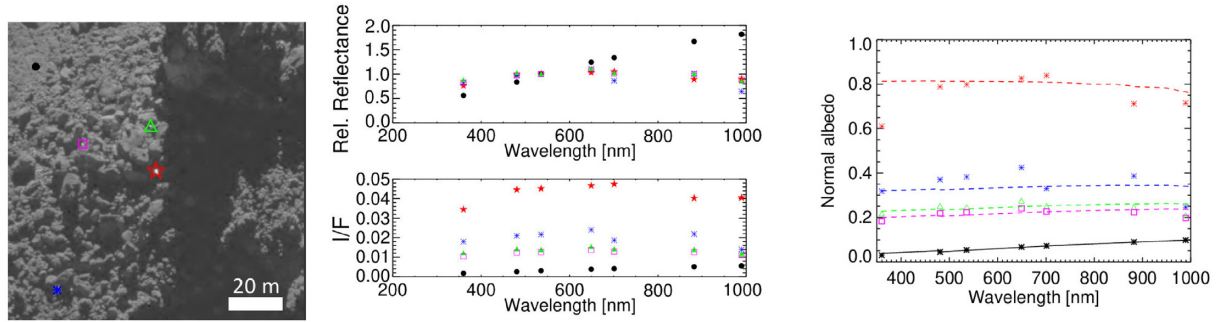 20 m
Rel. Reflectance
2.0
1.5
1.0
0.5
0.0
200 400 600 800 1000
Wavelength [nm]
I/F
0.05
0.04
0.03
0.02
0.01
0.00
200 400 600 800 1000
Wavelength [nm]
Normal albedo
1.0
0.8
0.6
0.4
0.2
0.0
400 500 600 700 800 900
Wavelength [nm]